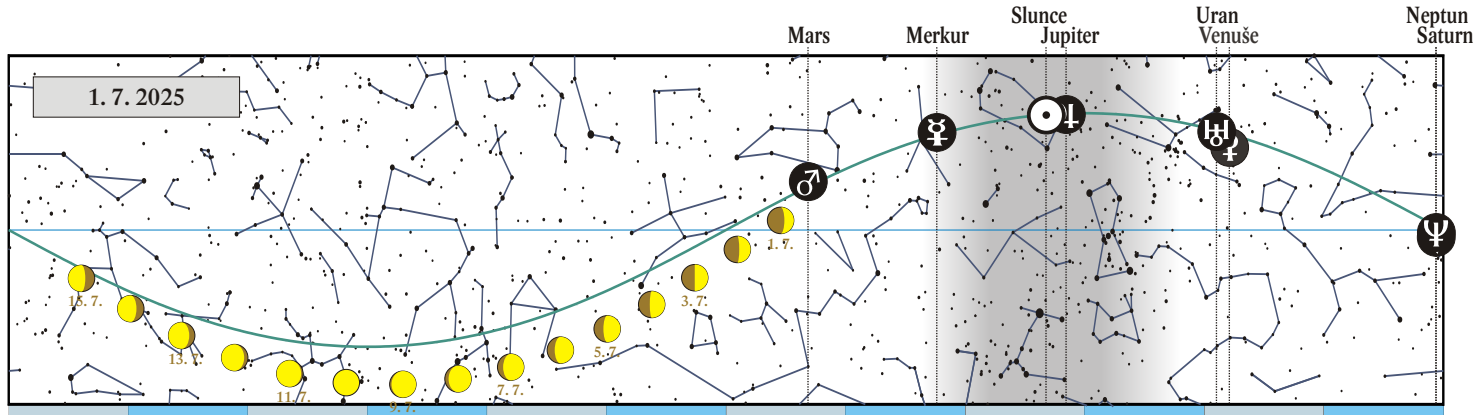 Slunce
Uran
Neptun
Mars
Merkur
Jupiter
Venuše
Saturn
1. 7. 2025
1. 7.
3. 7.
5. 7.
7. 7.
9. 7.
11. 7.
13. 7.
15. 7.